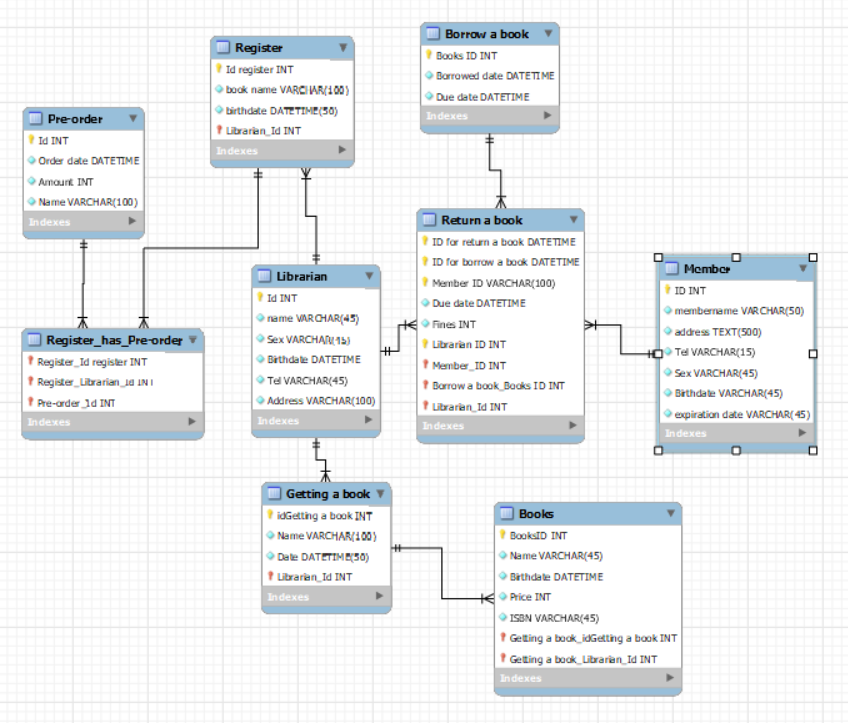 Register
Id register INT
book name VARCHAR(100)
birthdate DATETIME(50)
Librarian_Id INT
Indexes
Borrow a book
Books ID INT
Borrowed date DATETIME
Due date DATETIME
Indexes
Pre-order
Id INT
Order date DATETIME
Amount INT
Name VARCHAR(100)
Indexes
Return a book
ID for return a book DATETIME
ID for borrow a book DATETIME
Member ID VARCHAR(100)
Due date DATETIME
Fines INT
Librarian ID INT
Member_ID INT
Borrow a book_Books ID INT
Librarian_Id INT
Indexes
Member
ID INT
membername VARCHAR(50)
address TEXT(500)
Tel VARCHAR(15)
Sex VARCHAR(45)
Birthdate VARCHAR(45)
expiration date VARCHAR(45)
Indexes
Librarian
Id INT
name VARCHAR(45)
Sex VARCHAR(45)
Birthdate DATETIME
Tel VARCHAR(45)
Address VARCHAR(100)
Indexes
Register_has_Pre-order
Register_Id register INT
Register_Librarian_Id INT
Pre-order_Id INT
Indexes
Getting a book
idGetting a book INT
Name VARCHAR(100)
Date DATETIME(50)
Librarian_Id INT
Indexes
Books
BooksID INT
Name VARCHAR(45)
Birthdate DATETIME
Price INT
ISBN VARCHAR(45)
Getting a book_idGetting a book INT
Getting a book_Librarian_Id INT
Indexes